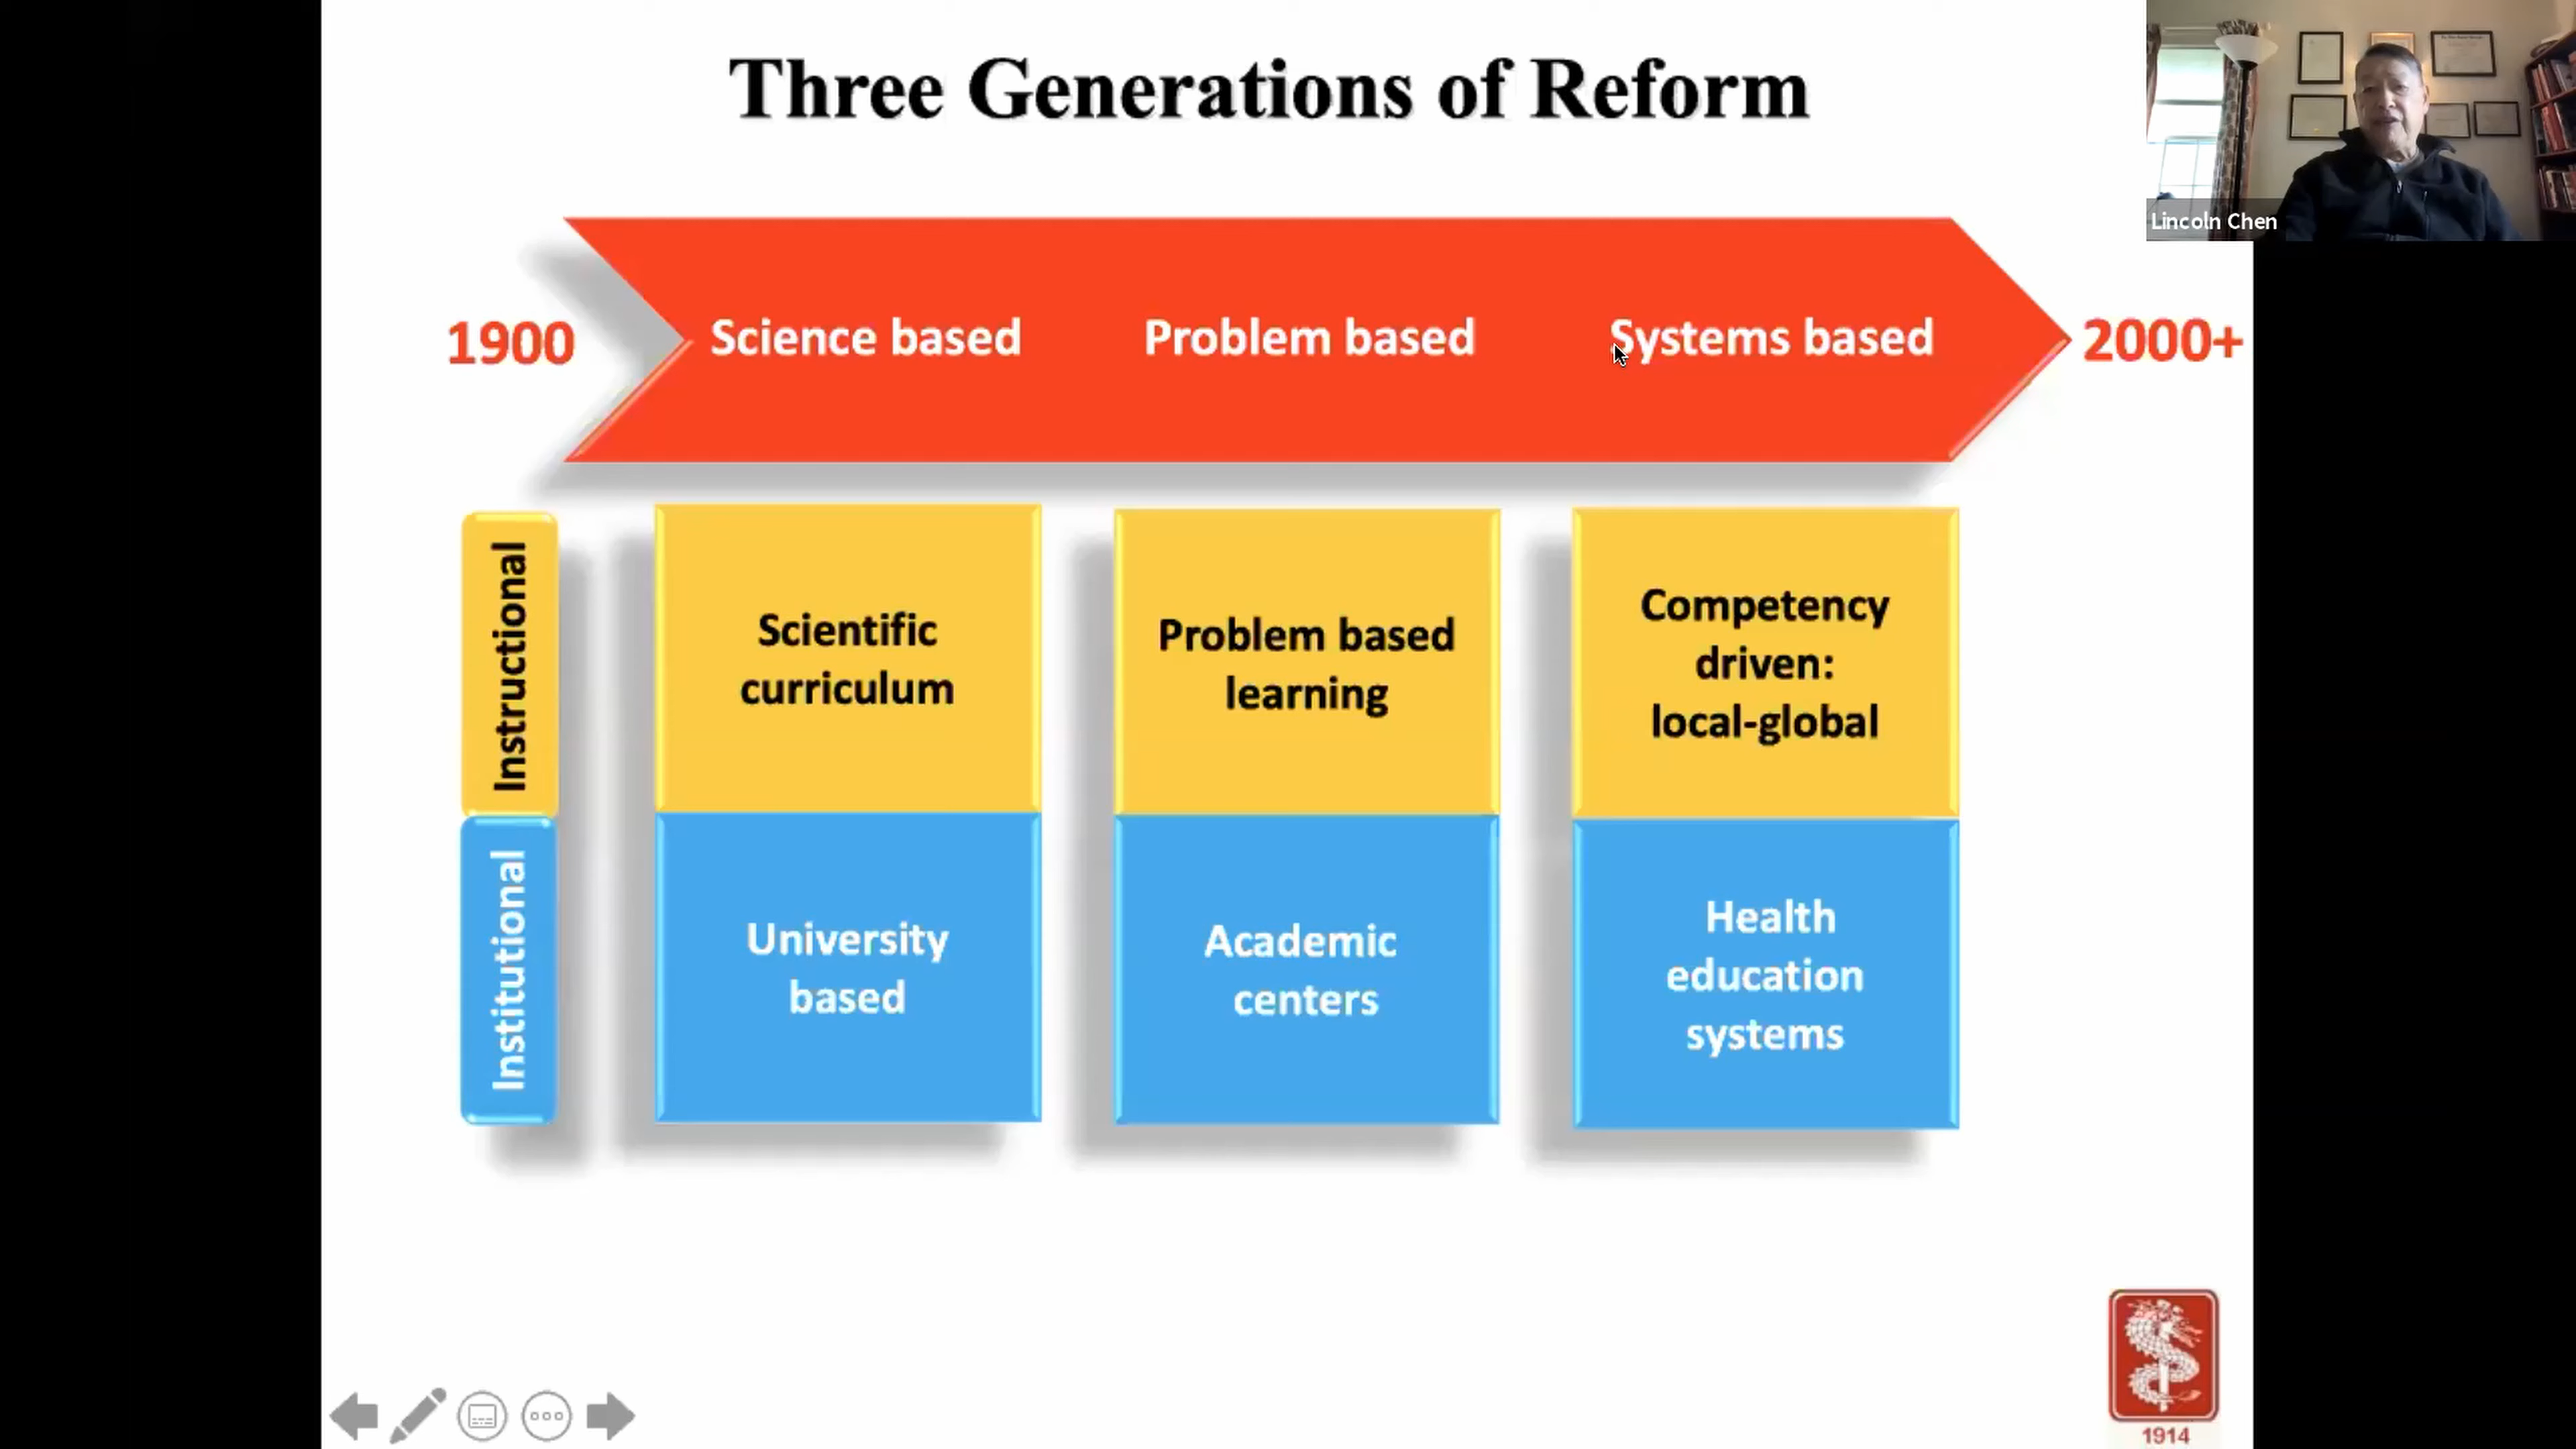 Three Generations of Reform
Lincoln Chen
1900
Science based
Problem based
Systems based
2000+
Instructional
Scientific
curriculum
Problem based
learning
Competency
driven:
local-global
Institutional
University
based
Academic
centers
Health
education
systems
1914